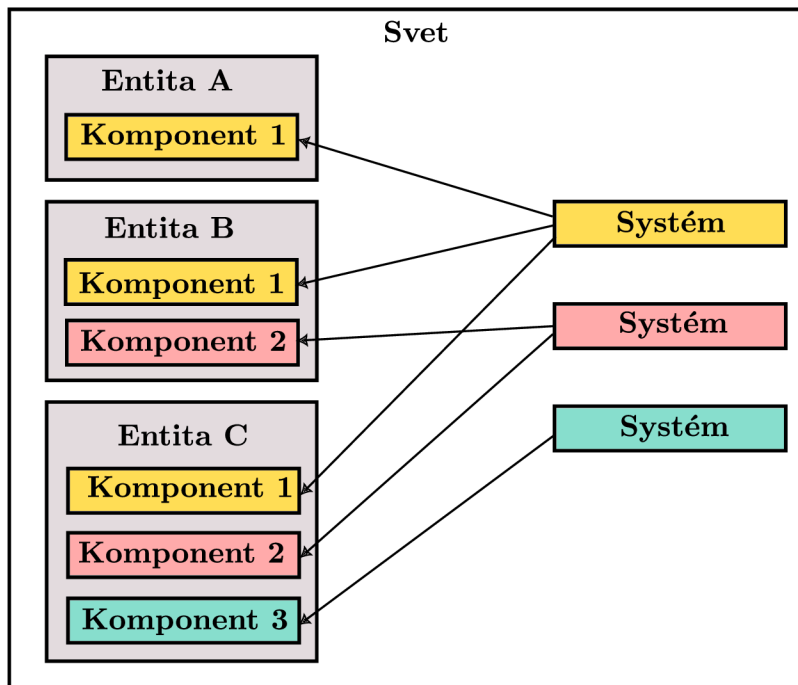 Svet
Entita A
Komponent 1
Entita B
Komponent 1
Komponent 2
Entita C
Komponent 1
Komponent 2
Komponent 3
Systém
Systém
Systém